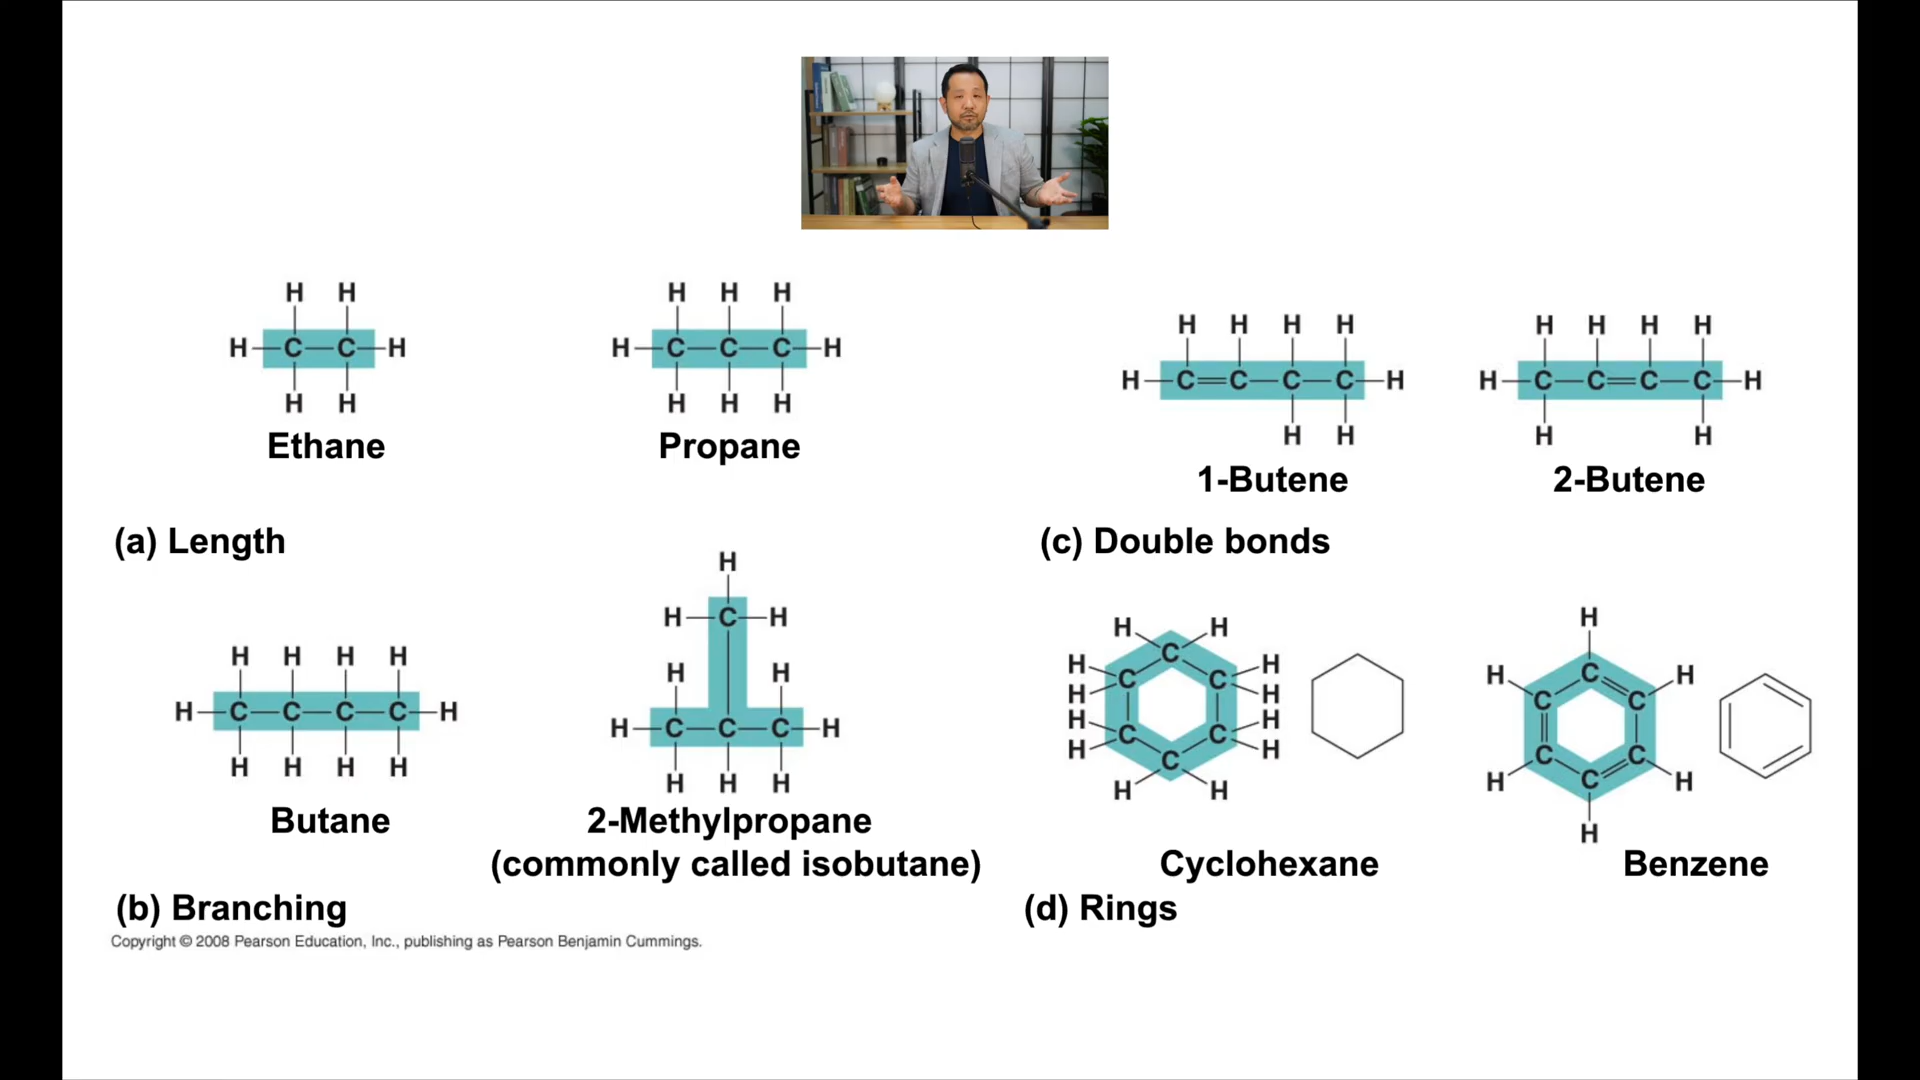 H H
H—C—C—H
H H
Ethane
H H H
H—C—C—C—H
H H H
Propane
(a) Length
H H H H
H—C—C—C—C—H
H H H H
Butane
H
H—C—H
H H
H—C—C—C—H
H H H
2-Methylpropane
(commonly called isobutane)
(b) Branching
H H H H
H—C=C—C—C—H
H H
1-Butene
H H H H
H—C—C=C—C—H
H H
2-Butene
(c) Double bonds
H H
C
H H
C C
H H
H H
C C
H H
C
H H
Cyclohexane
H
H C H
C C
C C
H C H
H
Benzene
(d) Rings
Copyright © 2008 Pearson Education, Inc., publishing as Pearson Benjamin Cummings.